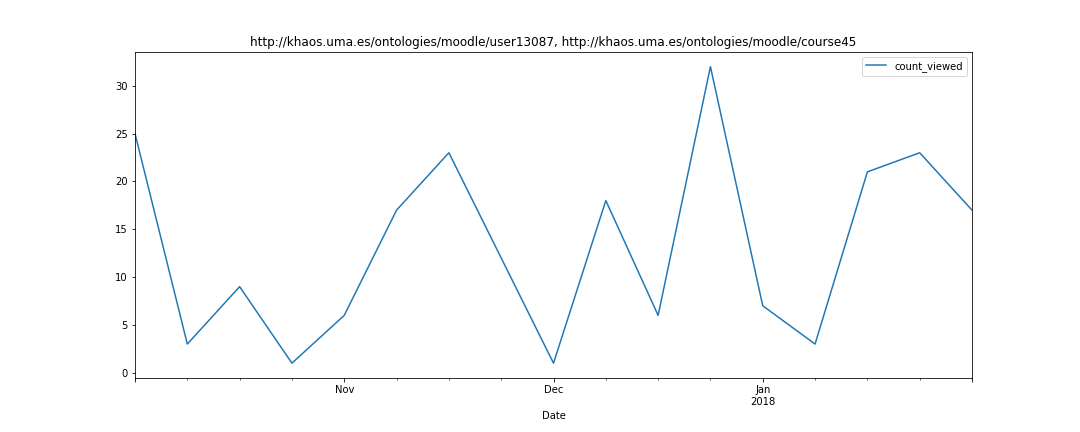 http://khaos.uma.es/ontologies/moodle/user13087, http://khaos.uma.es/ontologies/moodle/course45
count_viewed
30
25
20
15
10
5
0
Nov
Dec
Jan
2018
Date